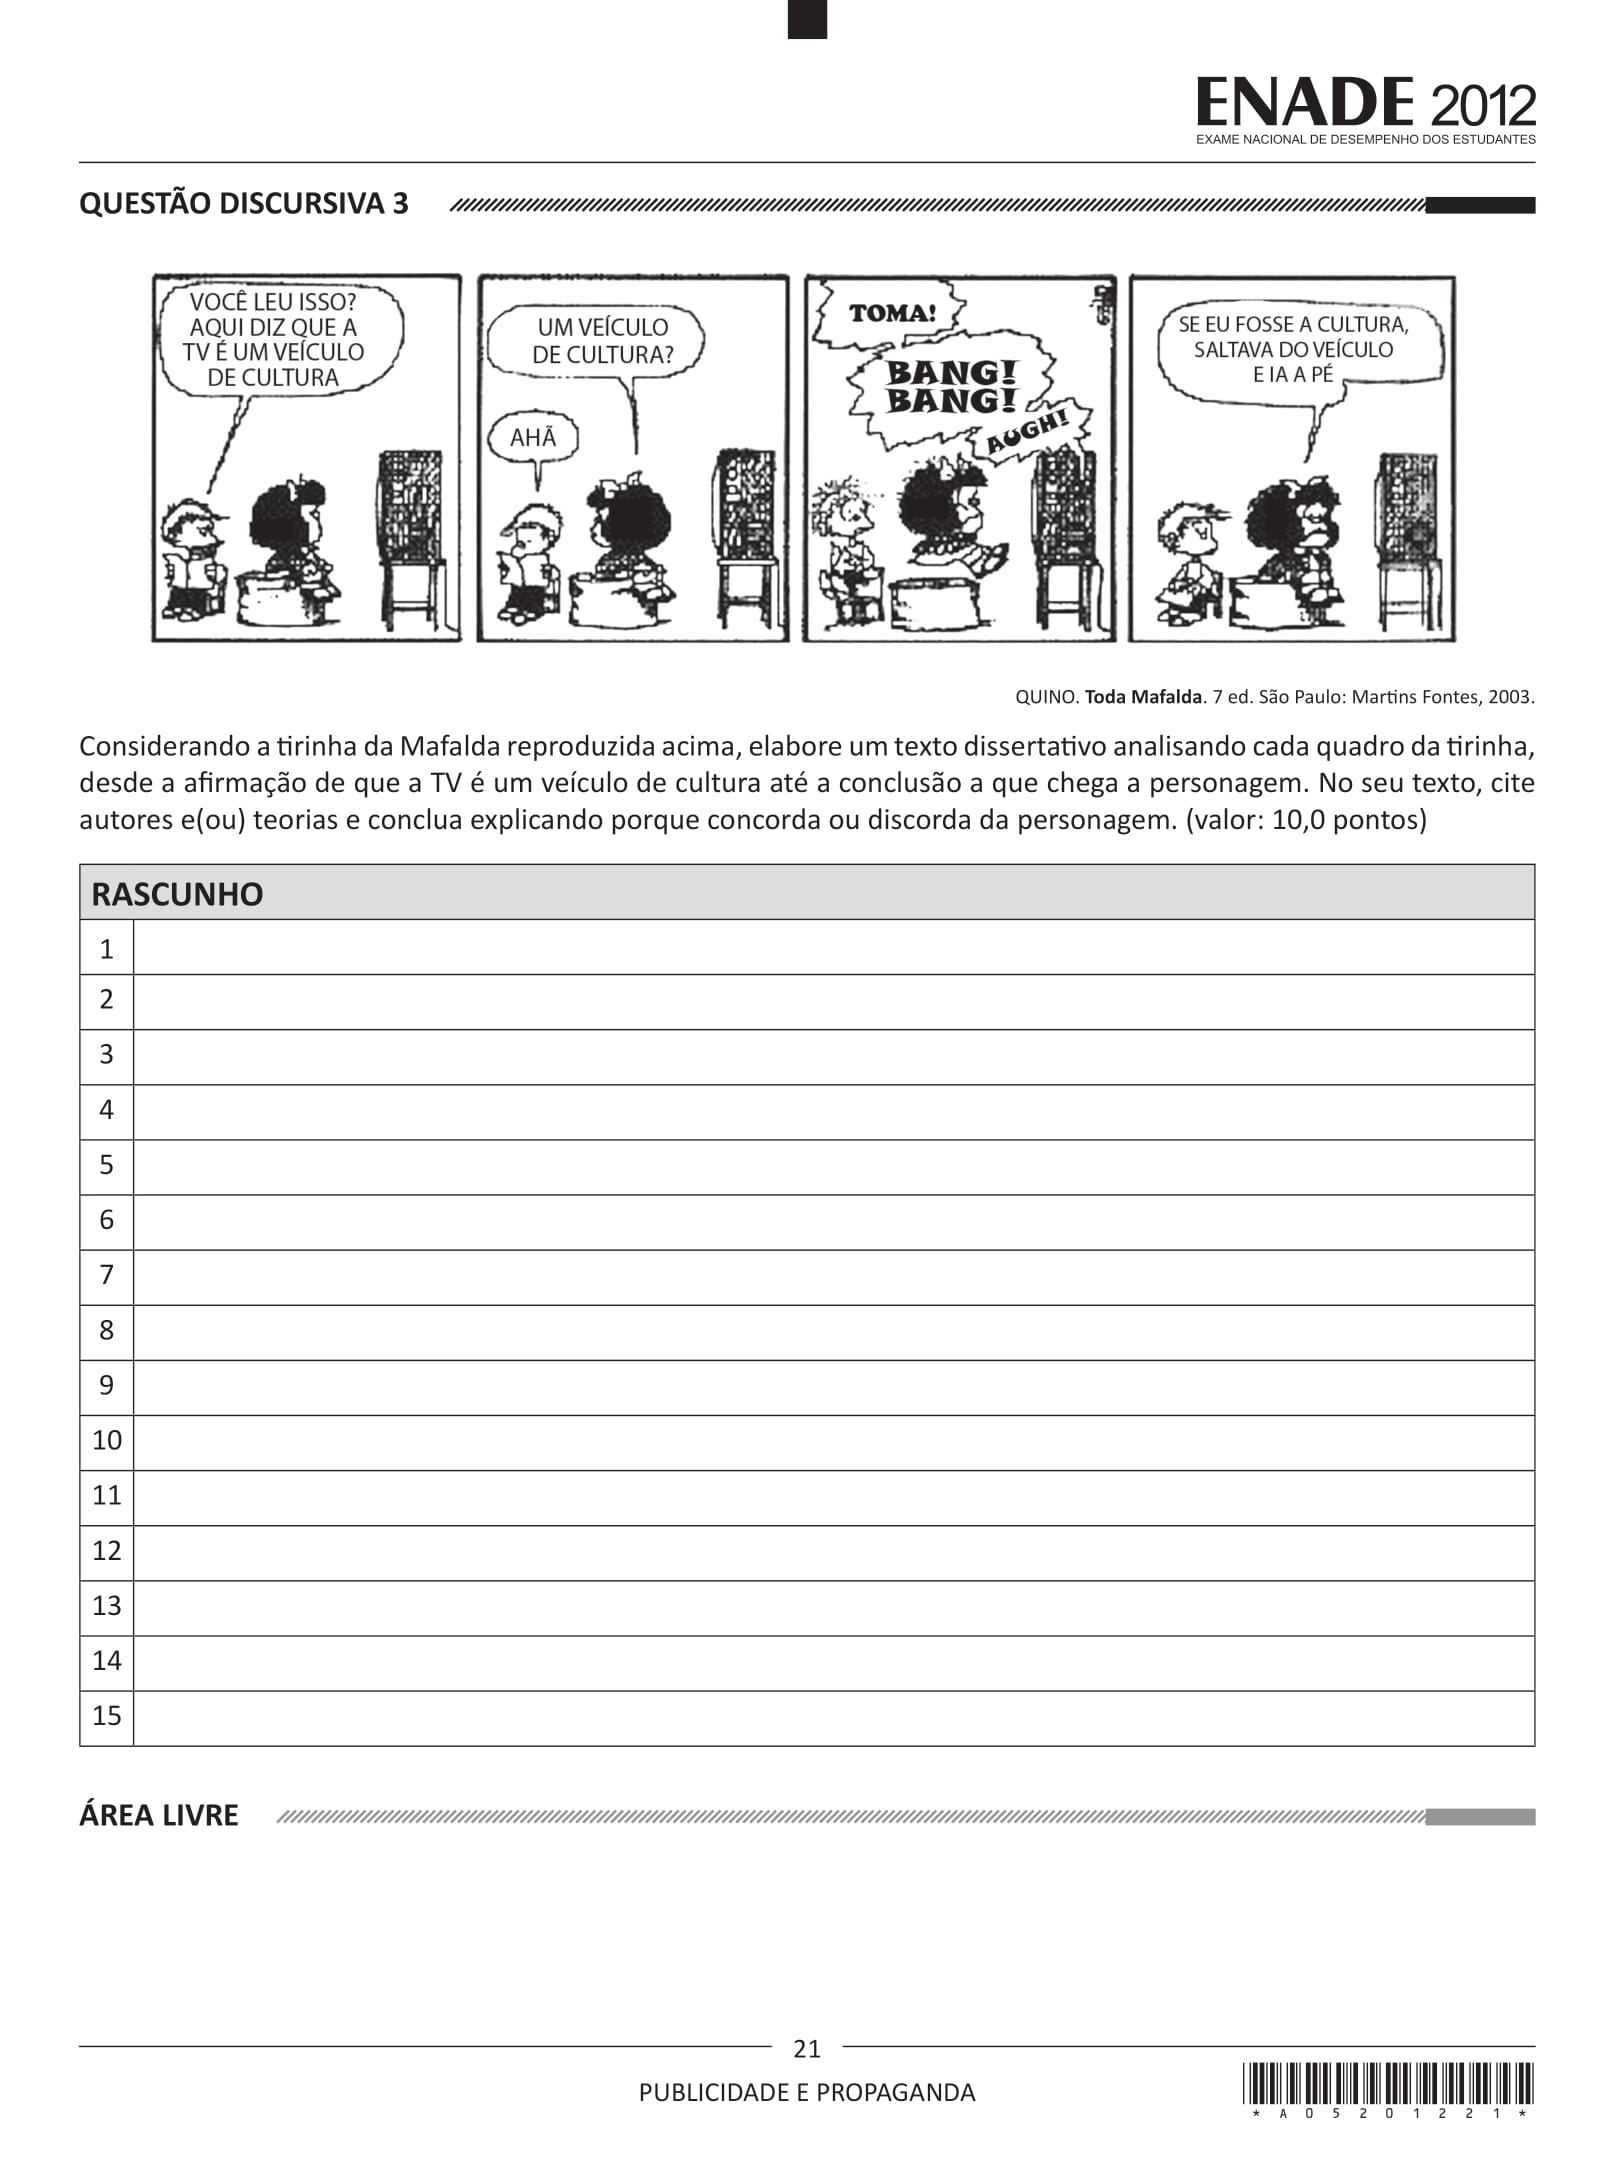 ENADE 2012
EXAME NACIONAL DE DESEMPENHO DOS ESTUDANTES
QUESTÃO DISCURSIVA 3
VOCÊ LEU ISSO?
AQUI DIZ QUE A
TV É UM VEÍCULO
DE CULTURA
UM VEÍCULO
DE CULTURA?
AHÃ
TOMA!
BANG!
BANG!
AUGH!
SE EU FOSSE A CULTURA,
SALTAVA DO VEÍCULO
E IA A PÉ
QUINO. Toda Mafalda. 7 ed. São Paulo: Martins Fontes, 2003.
Considerando a tirinha da Mafalda reproduzida acima, elabore um texto dissertativo analisando cada quadro da tirinha,
desde a afirmação de que a TV é um veículo de cultura até a conclusão a que chega a personagem. No seu texto, cite
autores e(ou) teorias e conclua explicando porque concorda ou discorda da personagem. (valor: 10,0 pontos)
RASCUNHO
1
2
3
4
5
6
7
8
9
10
11
12
13
14
15
ÁREA LIVRE
21
PUBLICIDADE E PROPAGANDA
* A 0 5 2 0 1 2 2 1 *